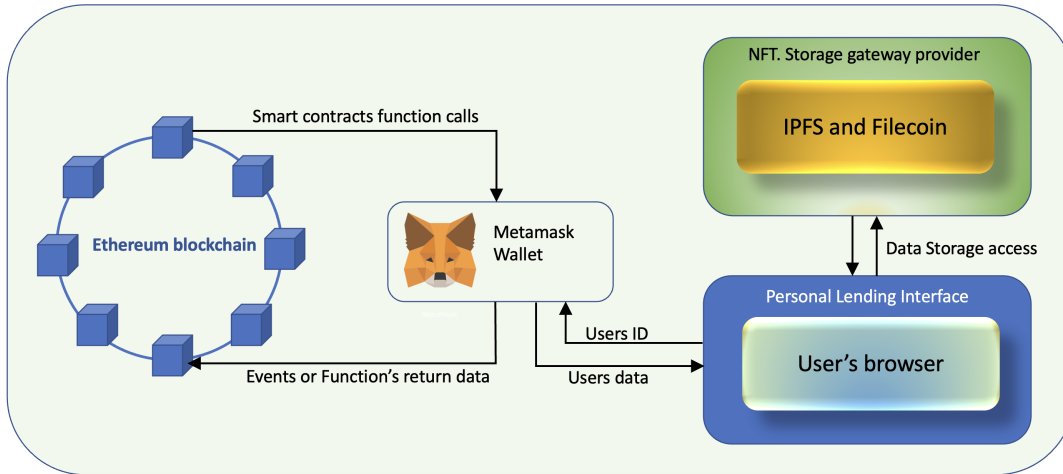 NFT. Storage gateway provider
IPFS and Filecoin
Smart contracts function calls
Ethereum blockchain
Metamask
Wallet
Data Storage access
Personal Lending Interface
User's browser
Users ID
Users data
Events or Function's return data